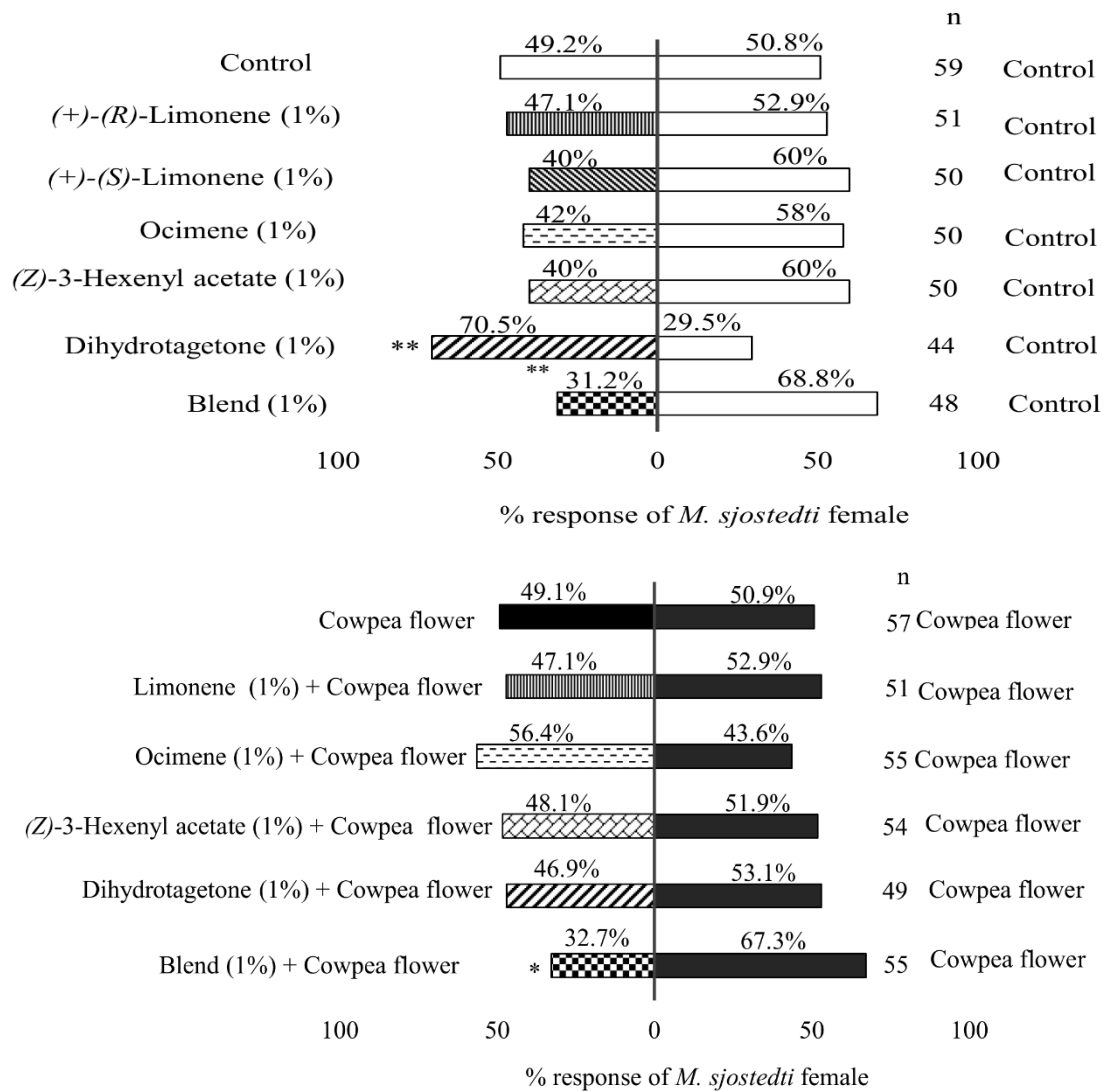 n
49.2% 50.8%
Control 59 Control
47.1% 52.9%
(+)-(R)-Limonene (1%) 51 Control
40% 60%
(+)-(S)-Limonene (1%) 50 Control
42% 58%
Ocimene (1%) 50 Control
40% 60%
(Z)-3-Hexenyl acetate (1%) 50 Control
70.5% 29.5%
Dihydrotagetone (1%) ** 44 Control
**
31.2% 68.8%
Blend (1%) 48 Control
100 50 0 50 100
% response of M. sjostedti female
n
49.1% 50.9%
Cowpea flower 57 Cowpea flower
47.1% 52.9%
Limonene (1%) + Cowpea flower 51 Cowpea flower
56.4% 43.6%
Ocimene (1%) + Cowpea flower 55 Cowpea flower
48.1% 51.9%
(Z)-3-Hexenyl acetate (1%) + Cowpea flower 54 Cowpea flower
46.9% 53.1%
Dihydrotagetone (1%) + Cowpea flower 49 Cowpea flower
32.7% 67.3%
Blend (1%) + Cowpea flower * 55 Cowpea flower
100 50 0 50 100
% response of M. sjostedti female